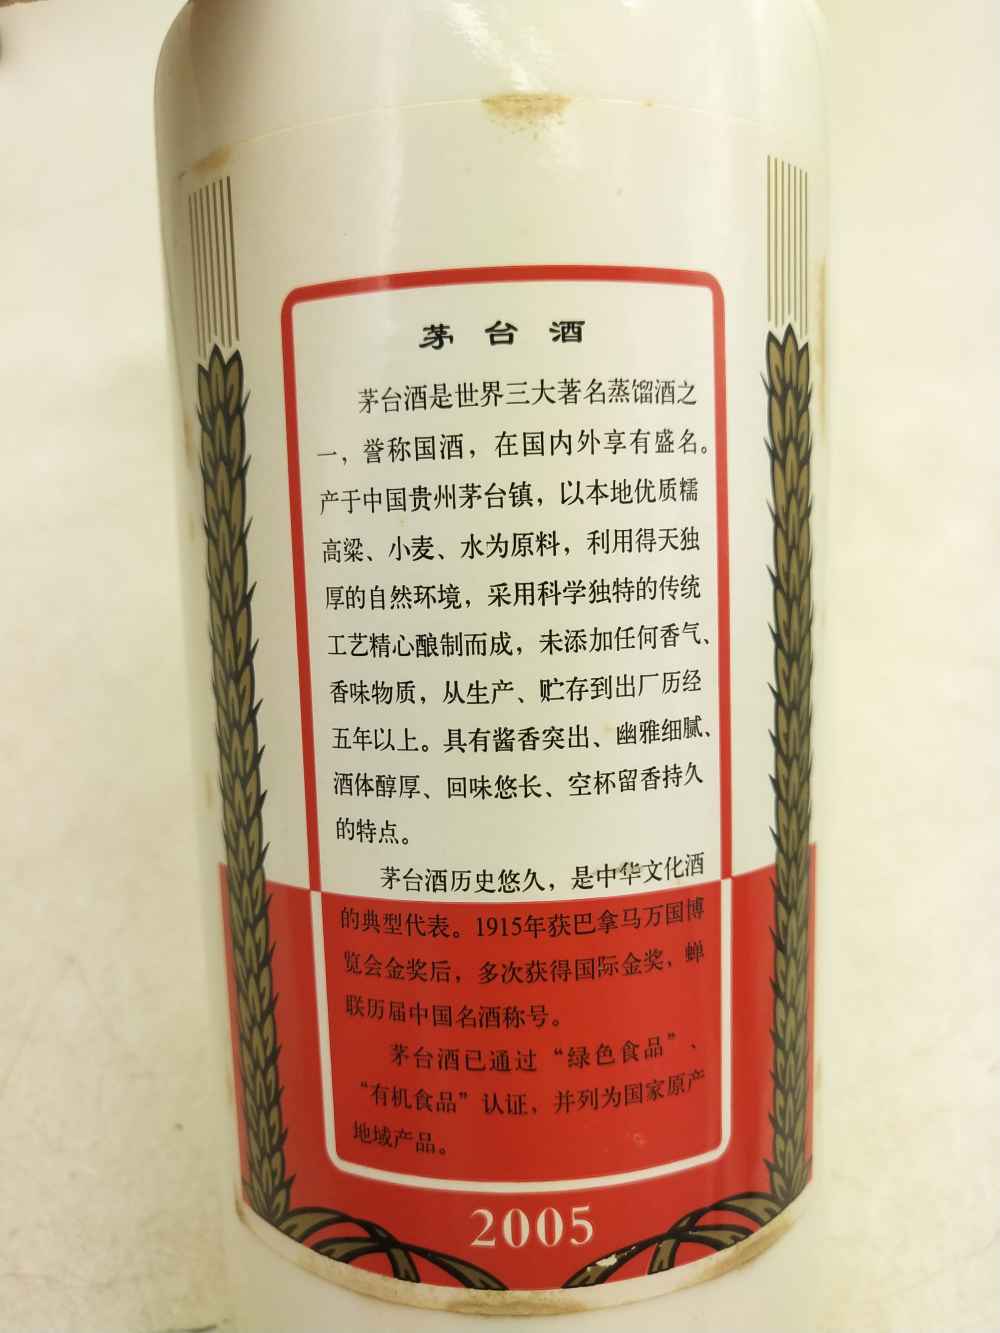 茅台酒
茅台酒是世界三大著名蒸馏酒之
一，誉称国酒，在国内外享有盛名。
产于中国贵州茅台镇，以本地优质糯
高粱、小麦、水为原料，利用得天独
厚的自然环境，采用科学独特的传统
工艺精心酿制而成，未添加任何香气、
香味物质，从生产、贮存到出厂历经
五年以上。具有酱香突出、幽雅细腻、
酒体醇厚、回味悠长、空杯留香持久
的特点。
茅台酒历史悠久，是中华文化酒
的典型代表。1915年获巴拿马万国博
览会金奖后，多次获得国际金奖，蝉
联历届中国名酒称号。
茅台酒已通过“绿色食品”、
“有机食品”认证，并列为国家原产
地域产品。
2005